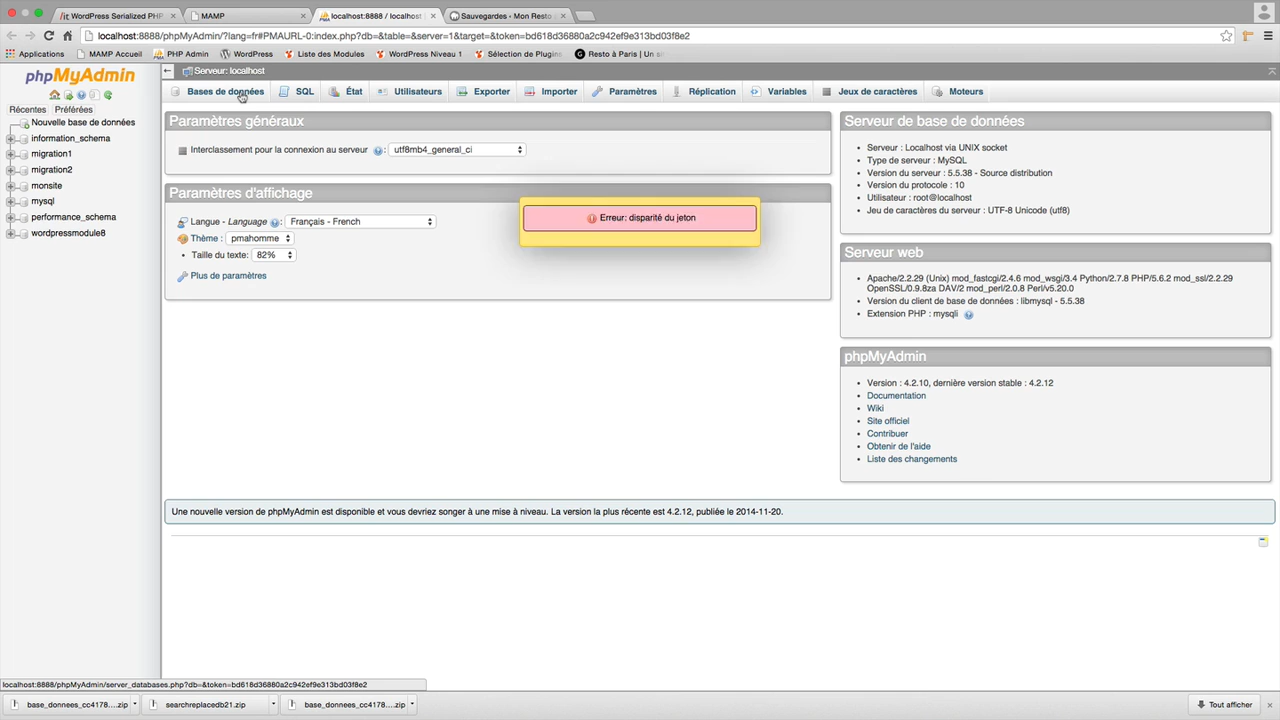 /it WordPress Serialized PHP
MAMP
localhost:8888 / localhost
Sauvegardes - Mon Resto
localhost:8888/phpMyAdmin/?lang=fr#PMAURL-0:index.php?db=&table=&server=1&target=&token=bd618d36880a2c942ef9e313bd03f8e2
Applications
MAMP Accueil
PHP Admin
WordPress
Liste des Modules
WordPress Niveau 1
Sélection de Plugins
Resto à Paris | Un s
phpMyAdmin
Récentes Préférées
Nouvelle base de données
information_schema
migration1
migration2
monsite
mysql
performance_schema
wordpressmodule8
Serveur: localhost
Bases de données
SQL
État
Utilisateurs
Exporter
Importer
Paramètres
Réplication
Variables
Jeux de caractères
Moteurs
Paramètres généraux
Interclassement pour la connexion au serveur
utf8mb4_general_ci
Paramètres d'affichage
Langue - Language : Français - French
Thème : pmahomme
Taille du texte: 82%
Plus de paramètres
Erreur: disparité du jeton
Serveur de base de données
Serveur : Localhost via UNIX socket
Type de serveur : MySQL
Version du serveur : 5.5.38 - Source distribution
Version du protocole : 10
Utilisateur : root@localhost
Jeu de caractères du serveur : UTF-8 Unicode (utf8)
Serveur web
Apache/2.2.29 (Unix) mod_fastcgi/2.4.6 mod_wsgi/3.4 Python/2.7.8 PHP/5.6.2 mod_ssl/2.2.29
OpenSSL/0.9.8za DAV/2 mod_perl/2.0.8 Perl/v5.20.0
Version du client de base de données : libmysql - 5.5.38
Extension PHP : mysqli
phpMyAdmin
Version : 4.2.10, dernière version stable : 4.2.12
Documentation
Wiki
Site officiel
Contribuer
Obtenir de l'aide
Liste des changements
Une nouvelle version de phpMyAdmin est disponible et vous devriez songer à une mise à niveau. La version la plus récente est 4.2.12, publiée le 2014-11-20.
localhost:8888/phpMyAdmin/server_databases.php?db=&token=bd618d36880a2c942ef9e313bd03f8e2
base_donnees_cc4178....zip
searchreplacedb21.zip
base_donnees_cc4178....zip
Tout afficher